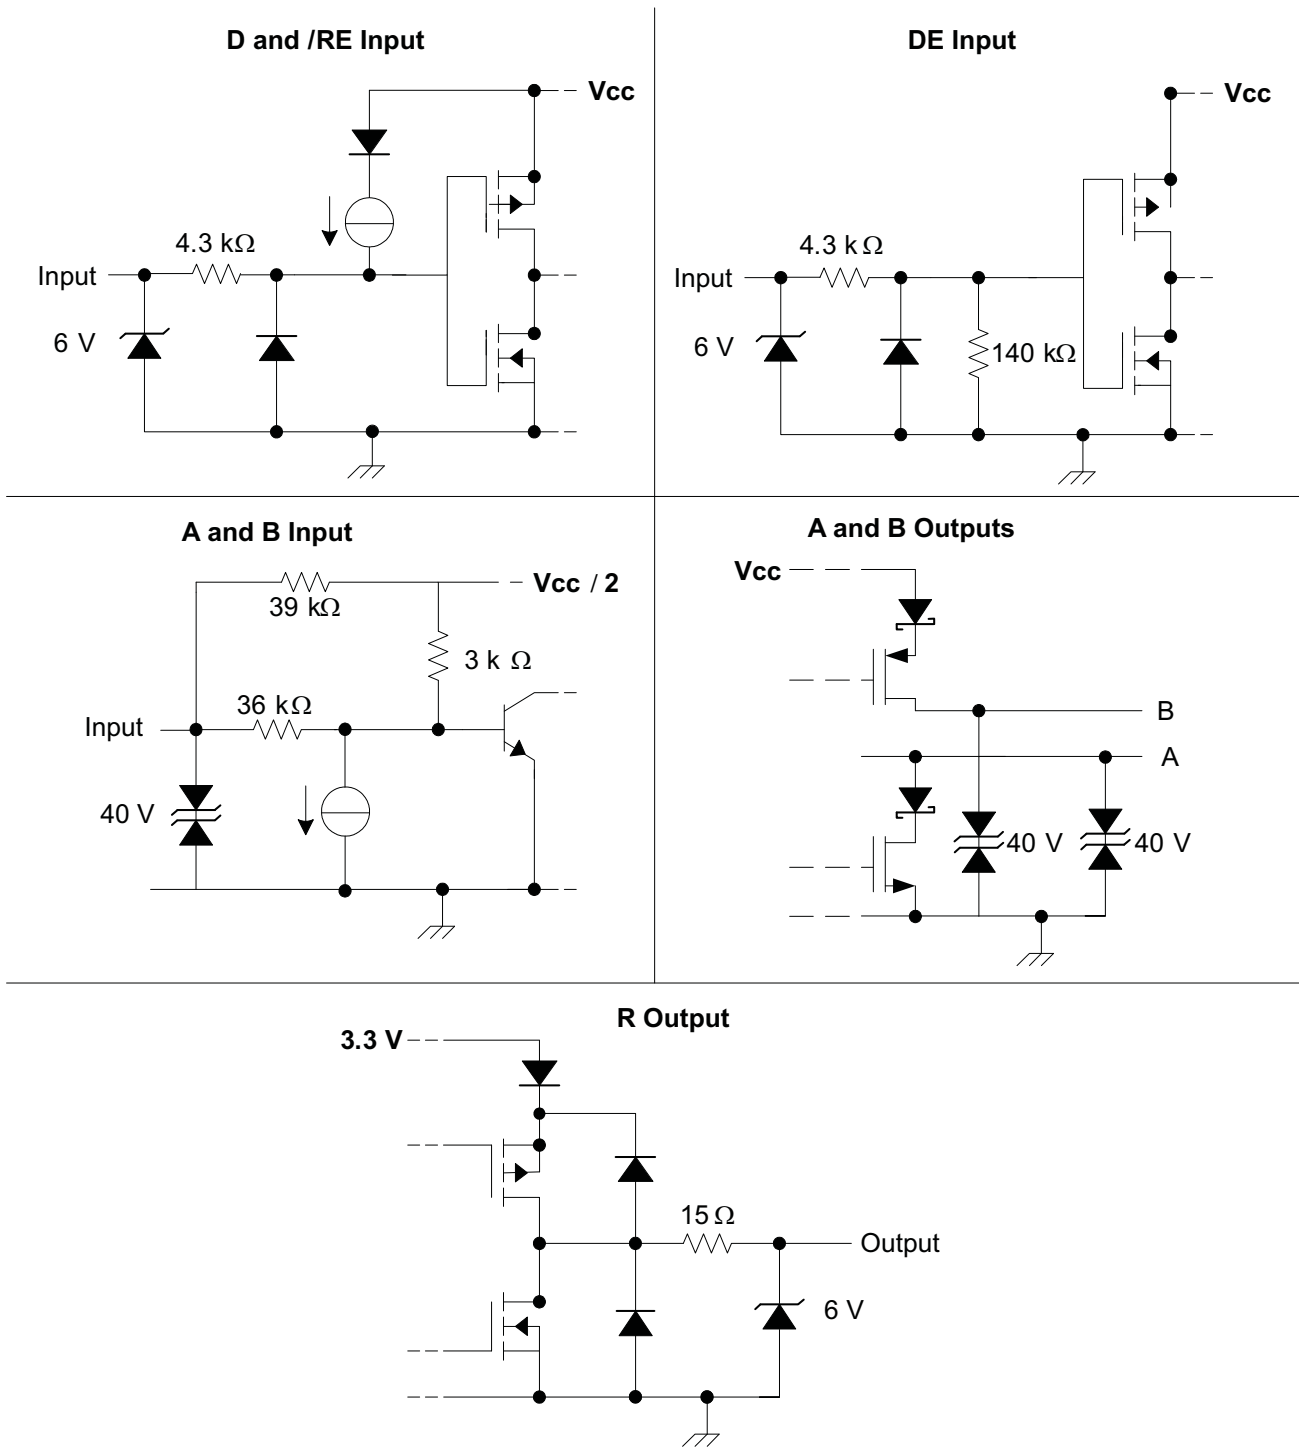 D and /RE Input
Vcc
4.3 kΩ
Input
6 V
DE Input
Vcc
4.3 kΩ
Input
6 V
140 kΩ
A and B Input
Vcc / 2
39 kΩ
3 k Ω
36 kΩ
Input
40 V
A and B Outputs
Vcc
B
A
40 V
40 V
R Output
3.3 V
15 Ω
Output
6 V